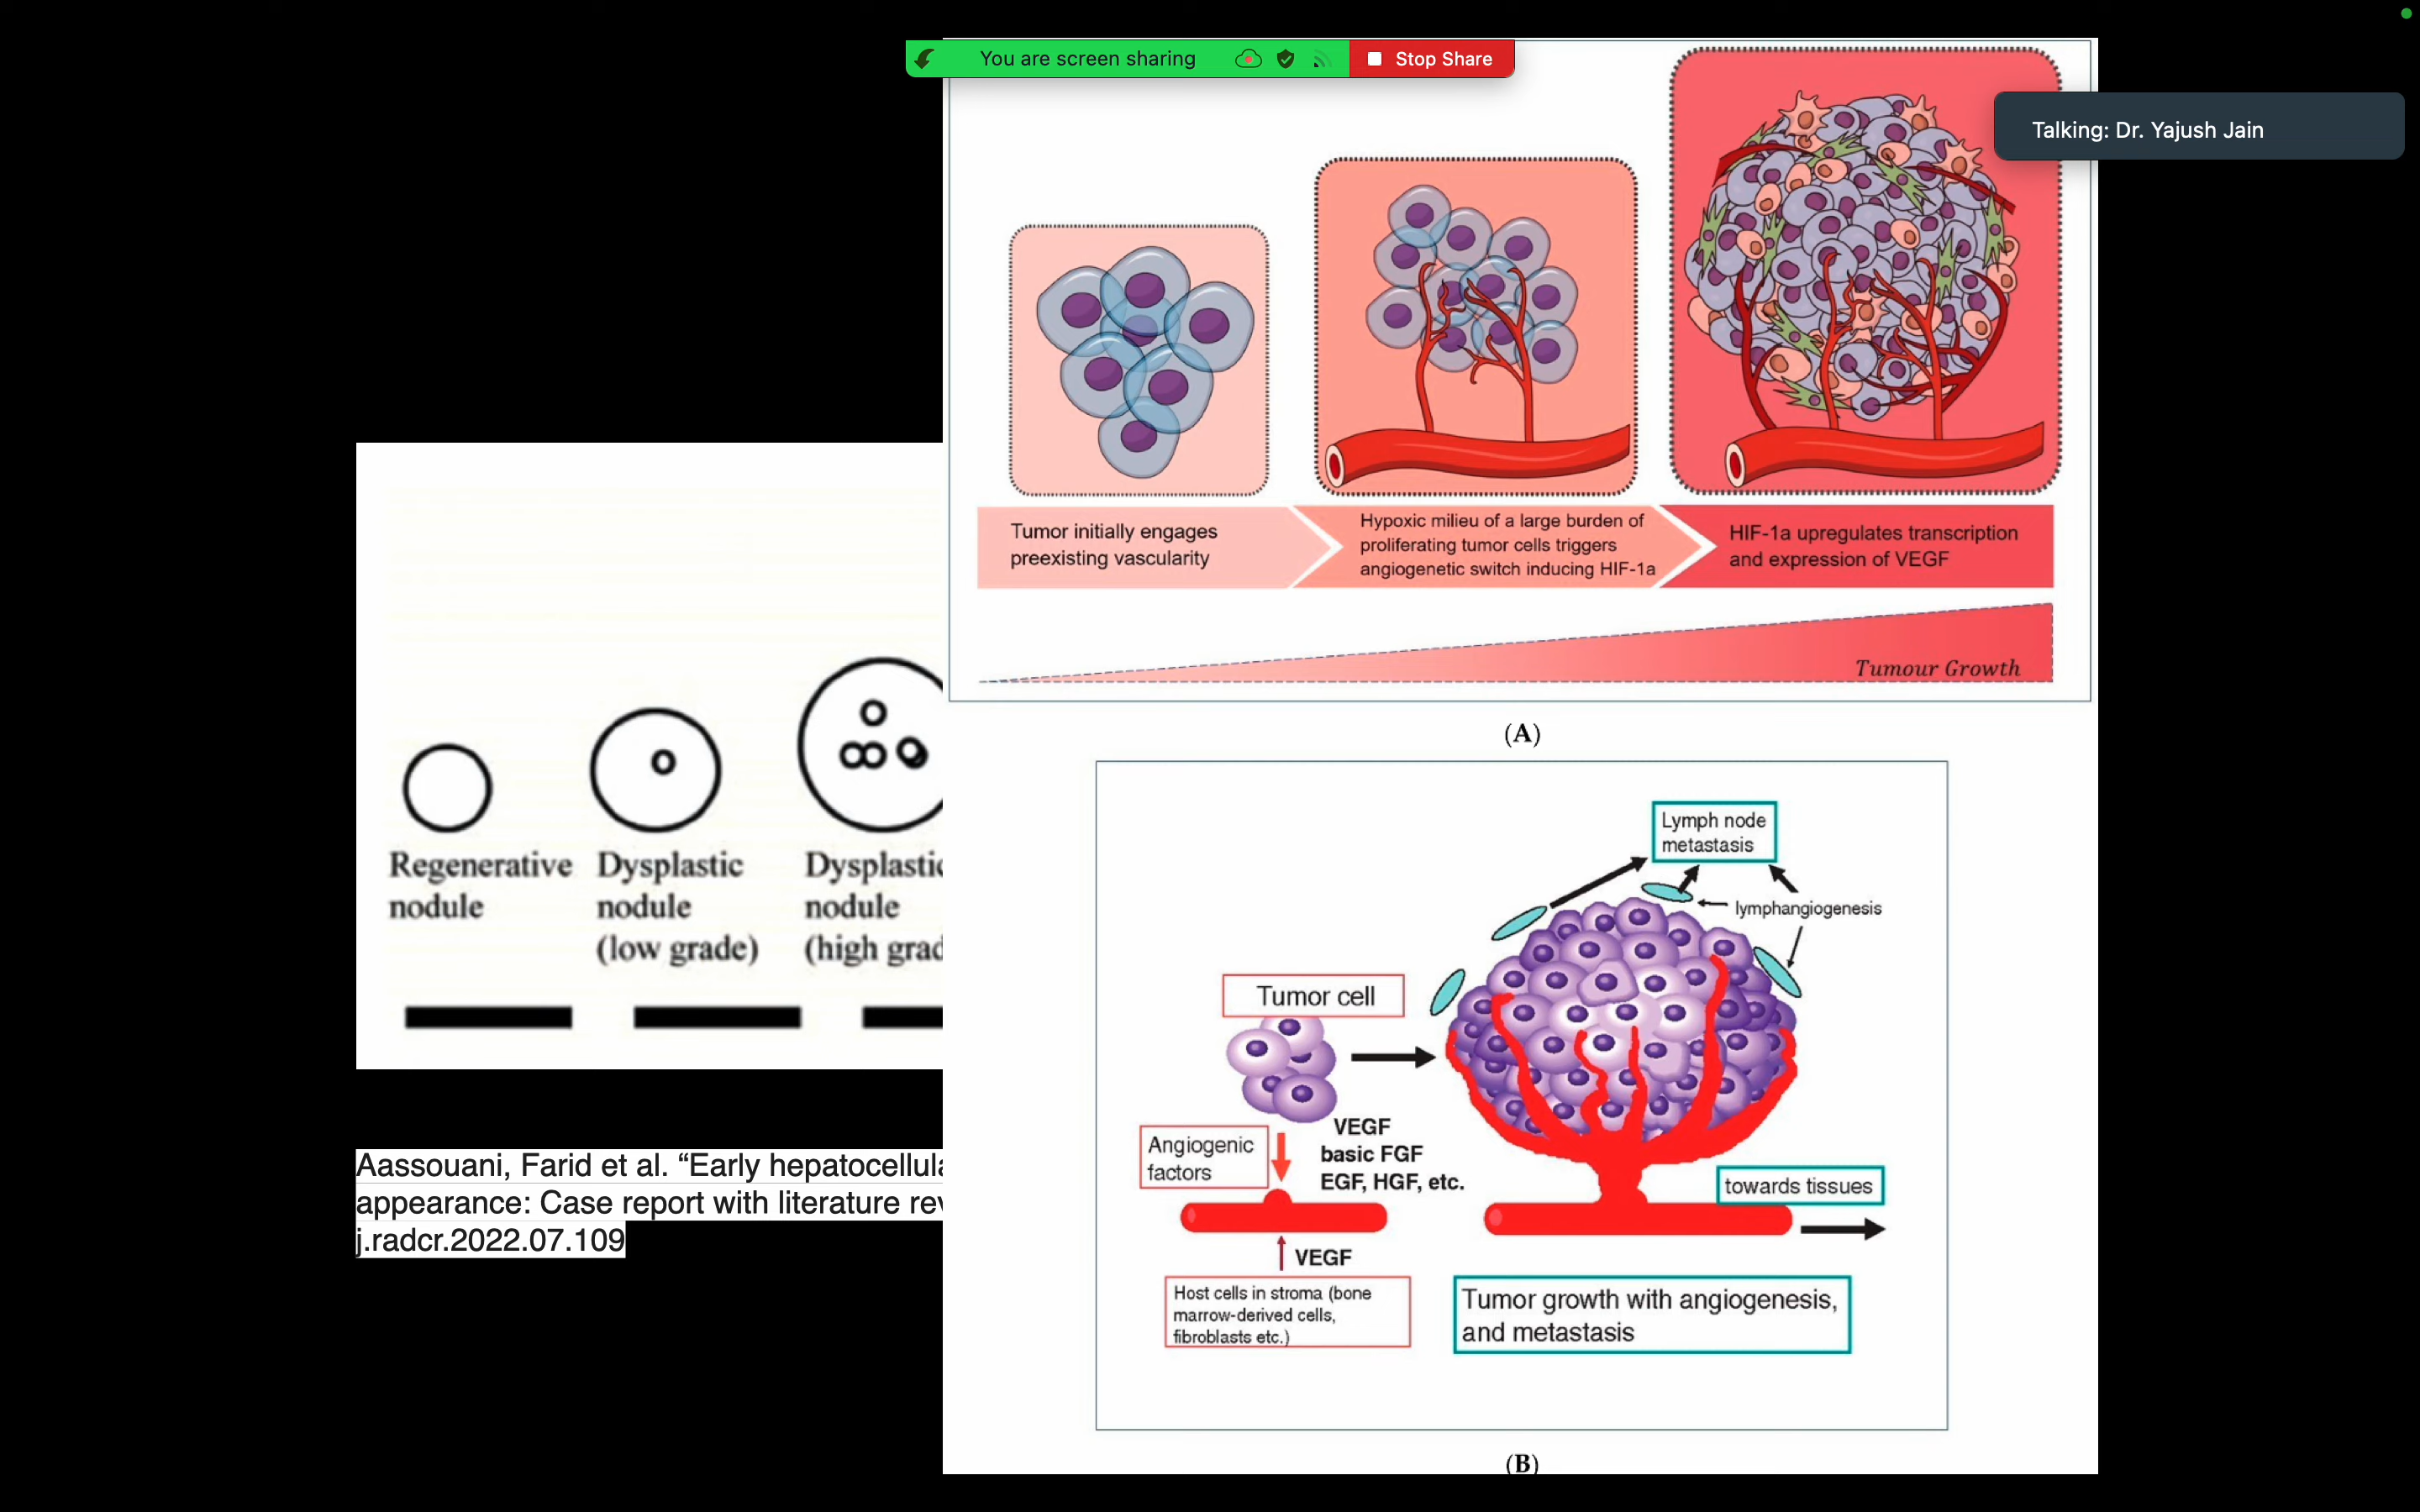 You are screen sharing
Stop Share
Talking: Dr. Yajush Jain
Tumor initially engages
preexisting vascularity
Hypoxic milieu of a large burden of
proliferating tumor cells triggers
angiogenetic switch inducing HIF-1a
HIF-1a upregulates transcription
and expression of VEGF
Tumour Growth
(A)
Regenerative
nodule
Dysplastic
nodule
(low grade)
Dysplastic
nodule
(high grad
Aassouani, Farid et al. “Early hepatocellula
appearance: Case report with literature rev
j.radcr.2022.07.109
Lymph node
metastasis
lymphangiogenesis
Tumor cell
Angiogenic
factors
VEGF
basic FGF
EGF, HGF, etc.
towards tissues
VEGF
Host cells in stroma (bone
marrow-derived cells,
fibroblasts etc.)
Tumor growth with angiogenesis,
and metastasis
(B)